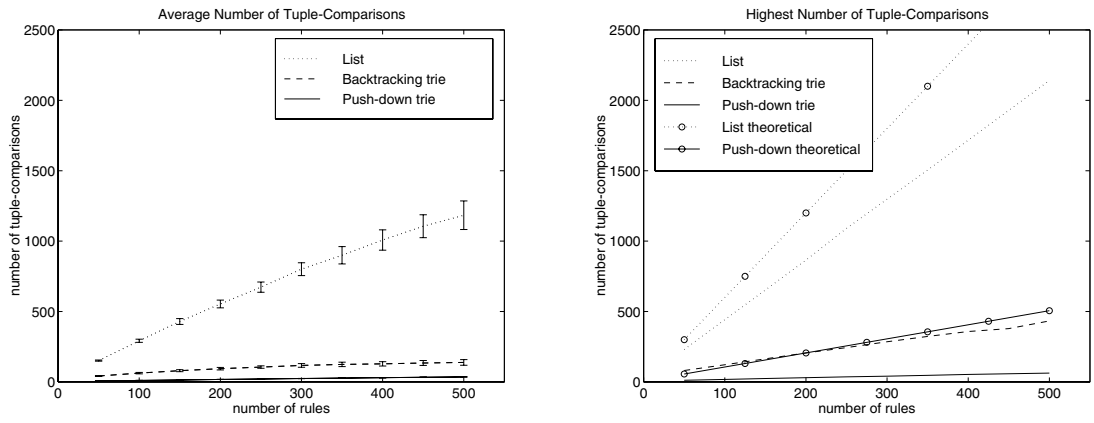 Average Number of Tuple-Comparisons
2500
2000
1500
1000
500
0
number of tuple-comparisons
List
Backtracking trie
Push-down trie
0 100 200 300 400 500
number of rules
Highest Number of Tuple-Comparisons
2500
2000
1500
1000
500
0
number of tuple-comparisons
List
Backtracking trie
Push-down trie
List theoretical
Push-down theoretical
0 100 200 300 400 500
number of rules